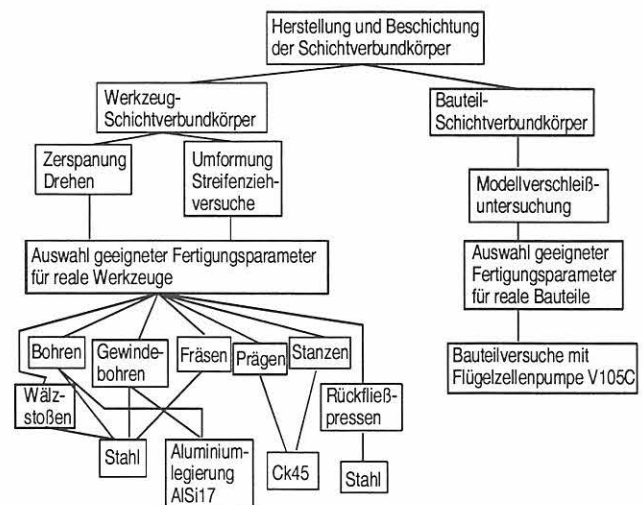 Herstellung und Beschichtung
der Schichtverbundkörper
Werkzeug-
Schichtverbundkörper
Bauteil-
Schichtverbundkörper
Zerspanung
Drehen
Umformung
Streifenzieh-
versuche
Modellverschleiß-
untersuchung
Auswahl geeigneter Fertigungsparameter
für reale Werkzeuge
Auswahl geeigneter
Fertigungsparameter
für reale Bauteile
Bohren
Gewinde-
bohren
Fräsen
Prägen
Stanzen
Bauteilversuche mit
Flügelzellenpumpe V105C
Wälz-
stoßen
Rückfließ-
pressen
Stahl
Aluminium-
legierung
AlSi17
Ck45
Stahl